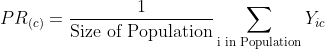 PR_{(c)} = \frac{1}{\text{Size of Population}} \sum_{\text{i in Population}} Y_{ic}